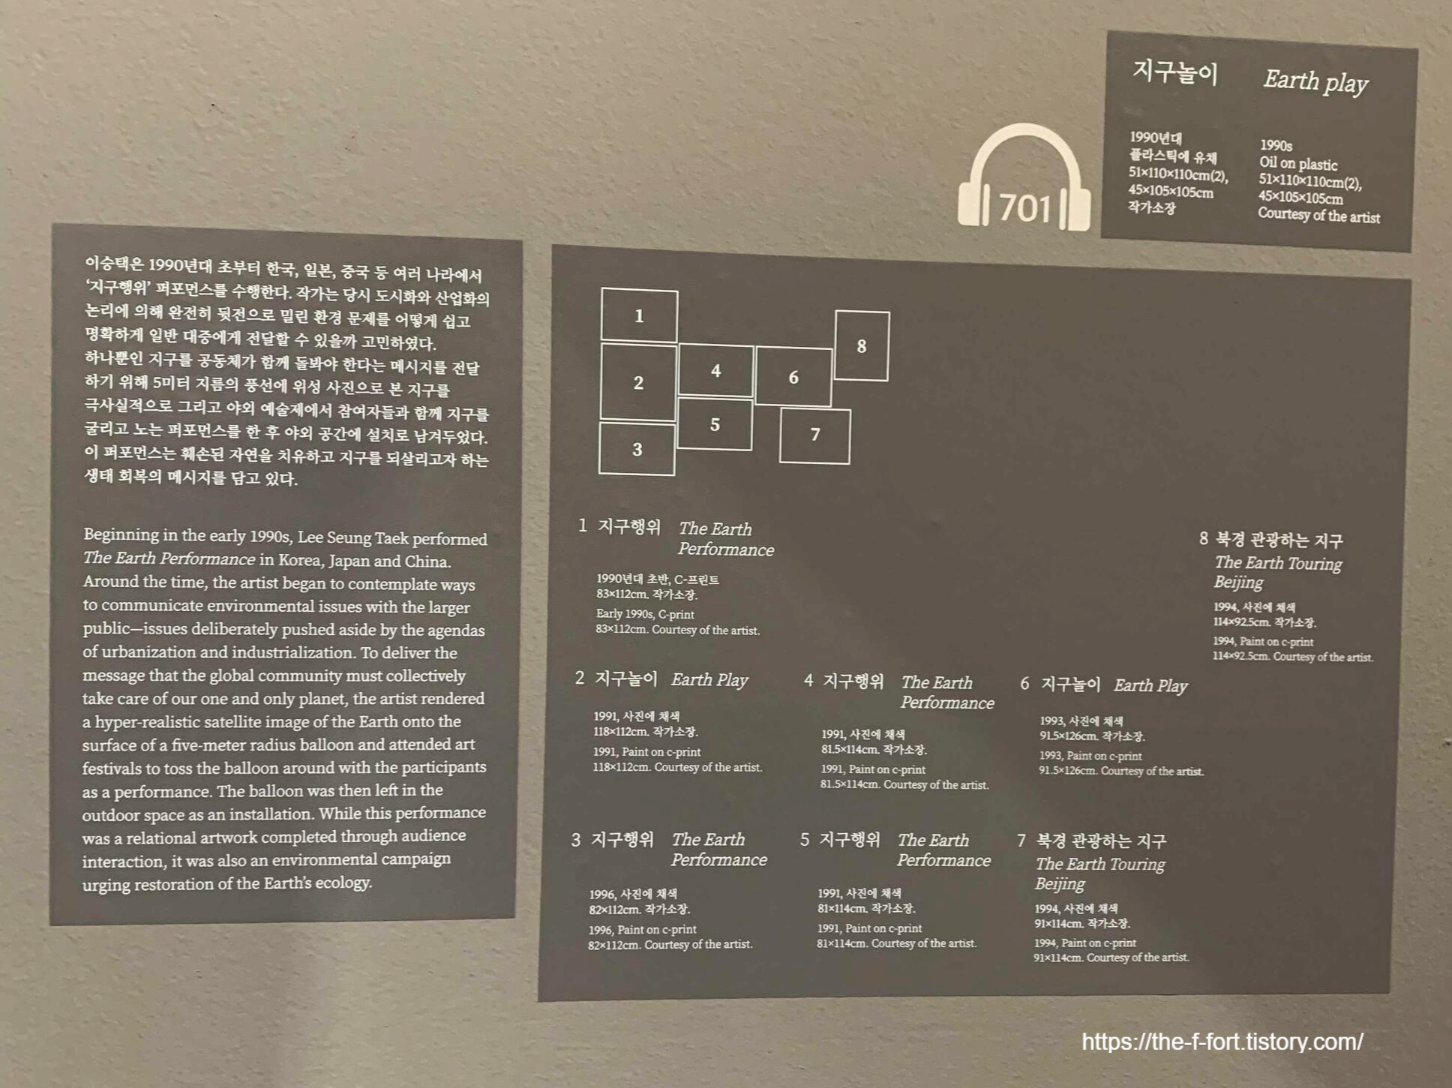 지구놀이
Earth play
1990년대
플라스틱에 유채
51×110×110cm(2),
45×105×105cm
작가소장
1990s
Oil on plastic
51×110×110cm(2),
45×105×105cm
Courtesy of the artist
701
이승택은 1990년대 초부터 한국, 일본, 중국 등 여러 나라에서
‘지구행위’ 퍼포먼스를 수행한다. 작가는 당시 도시화와 산업화의
논리에 의해 완전히 뒷전으로 밀린 환경 문제를 어떻게 쉽고
명확하게 일반 대중에게 전달할 수 있을까 고민하였다.
하나뿐인 지구를 공동체가 함께 돌봐야 한다는 메시지를 전달
하기 위해 5미터 지름의 풍선에 위성 사진으로 본 지구를
극사실적으로 그리고 야외 예술제에서 참여자들과 함께 지구를
굴리고 노는 퍼포먼스를 한 후 야외 공간에 설치로 남겨두었다.
이 퍼포먼스는 훼손된 자연을 치유하고 지구를 되살리고자 하는
생태 회복의 메시지를 담고 있다.
Beginning in the early 1990s, Lee Seung Taek performed
The Earth Performance in Korea, Japan and China.
Around the time, the artist began to contemplate ways
to communicate environmental issues with the larger
public—issues deliberately pushed aside by the agendas
of urbanization and industrialization. To deliver the
message that the global community must collectively
take care of our one and only planet, the artist rendered
a hyper-realistic satellite image of the Earth onto the
surface of a five-meter radius balloon and attended art
festivals to toss the balloon around with the participants
as a performance. The balloon was then left in the
outdoor space as an installation. While this performance
was a relational artwork completed through audience
interaction, it was also an environmental campaign
urging restoration of the Earth’s ecology.
1
2
3
4
5
6
7
8
1 지구행위 The Earth
Performance
1990년대 초반, C-프린트
83×112cm. 작가소장.
Early 1990s, C-print
83×112cm. Courtesy of the artist.
2 지구놀이 Earth Play
1991, 사진에 채색
118×112cm. 작가소장.
1991, Paint on c-print
118×112cm. Courtesy of the artist.
3 지구행위 The Earth
Performance
1996, 사진에 채색
82×112cm. 작가소장.
1996, Paint on c-print
82×112cm. Courtesy of the artist.
4 지구행위 The Earth
Performance
1991, 사진에 채색
81.5×114cm. 작가소장.
1991, Paint on c-print
81.5×114cm. Courtesy of the artist.
5 지구행위 The Earth
Performance
1991, 사진에 채색
81×114cm. 작가소장.
1991, Paint on c-print
81×114cm. Courtesy of the artist.
6 지구놀이 Earth Play
1993, 사진에 채색
91.5×126cm. 작가소장.
1993, Paint on c-print
91.5×126cm. Courtesy of the artist.
7 북경 관광하는 지구
The Earth Touring
Beijing
1994, 사진에 채색
91×114cm. 작가소장.
1994, Paint on c-print
91×114cm. Courtesy of the artist.
8 북경 관광하는 지구
The Earth Touring
Beijing
1994, 사진에 채색
114×92.5cm. 작가소장.
1994, Paint on c-print
114×92.5cm. Courtesy of the artist.
https://the-f-fort.tistory.com/